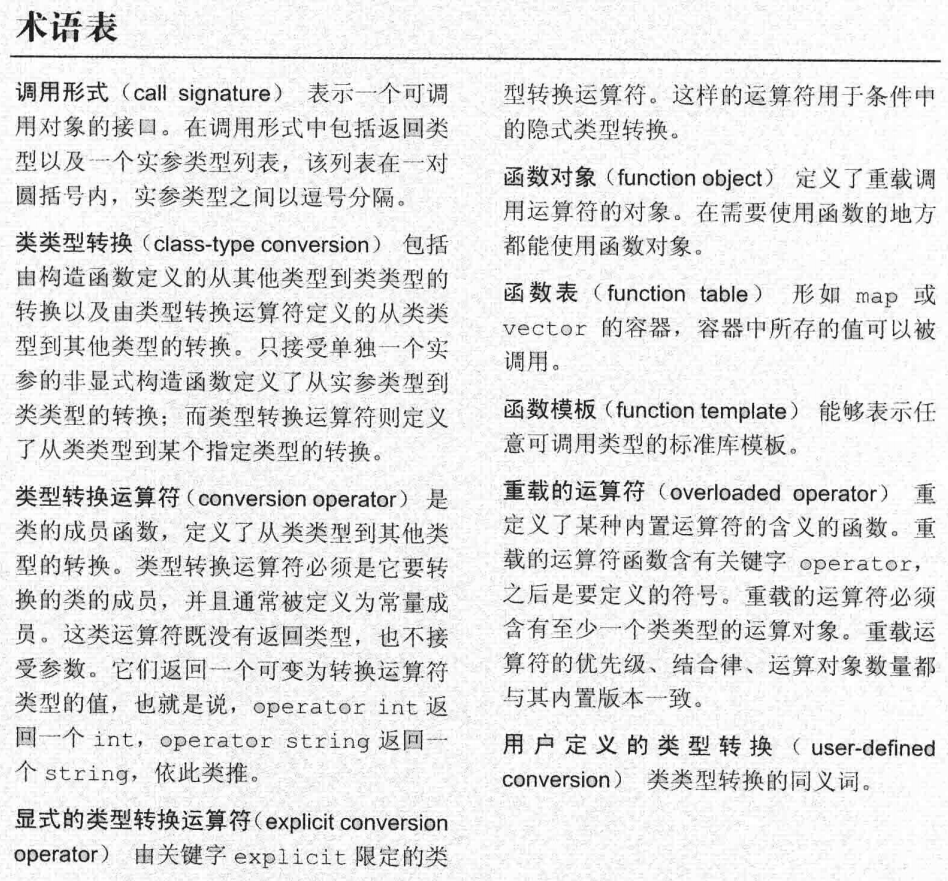 术语表
调用形式（call signature） 表示一个可调
用对象的接口。在调用形式中包括返回类
型以及一个实参类型列表，该列表在一对
圆括号内，实参类型之间以逗号分隔。
类类型转换（class-type conversion） 包括
由构造函数定义的从其他类型到类类型的
转换以及由类型转换运算符定义的从类类
型到其他类型的转换。只接受单独一个实
参的非显式构造函数定义了从实参类型到
类类型的转换；而类型转换运算符则定义
了从类类型到某个指定类型的转换。
类型转换运算符（conversion operator） 是
类的成员函数，定义了从类类型到其他类
型的转换。类型转换运算符必须是它要转
换的类的成员，并且通常被定义为常量成
员。这类运算符既没有返回类型，也不接
受参数。它们返回一个可变为转换运算符
类型的值，也就是说，operator int 返
回一个 int，operator string 返回一
个 string，依此类推。
显式的类型转换运算符（explicit conversion
operator） 由关键字 explicit 限定的类
型转换运算符。这样的运算符用于条件中
的隐式类型转换。
函数对象（function object） 定义了重载调
用运算符的对象。在需要使用函数的地方
都能使用函数对象。
函数表（function table） 形如 map 或
vector 的容器，容器中所存的值可以被
调用。
函数模板（function template） 能够表示任
意可调用类型的标准库模板。
重载的运算符（overloaded operator） 重
定义了某种内置运算符的含义的函数。重
载的运算符函数含有关键字 operator，
之后是要定义的符号。重载的运算符必须
含有至少一个类类型的运算对象。重载运
算符的优先级、结合律、运算对象数量都
与其内置版本一致。
用户定义的类型转换（user-defined
conversion） 类类型转换的同义词。